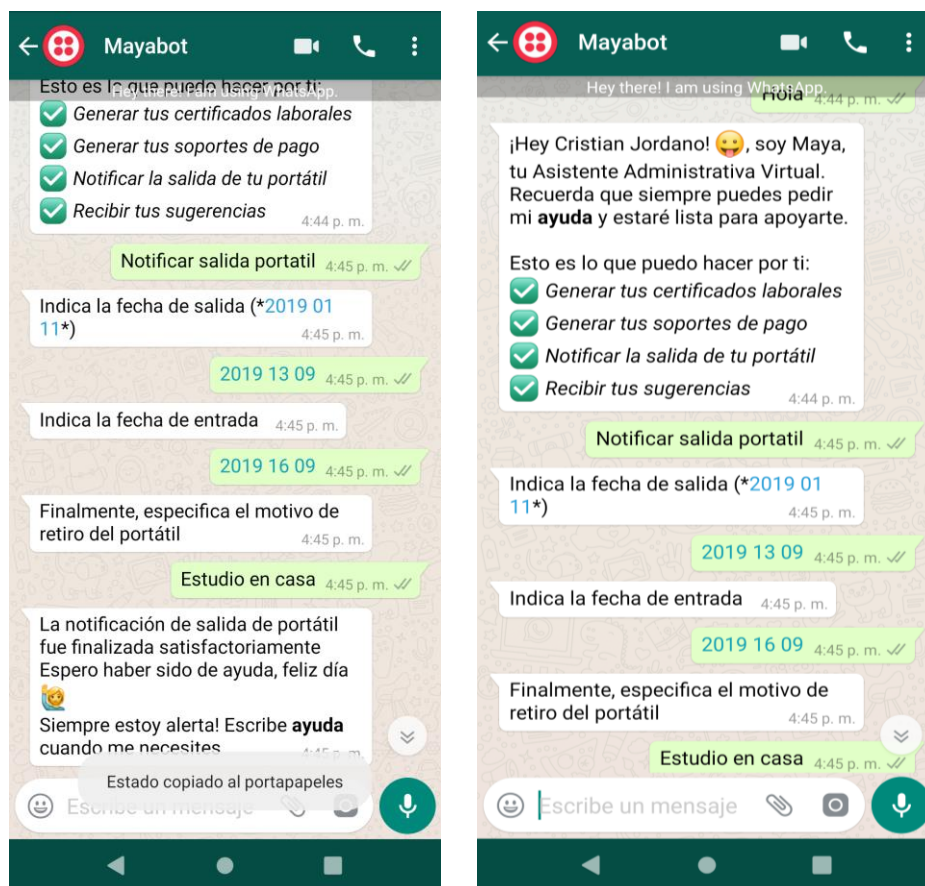 Mayabot
Esto es lo que puedo hacer por ti:
Hey there! I am using WhatsApp.
Generar tus certificados laborales
Generar tus soportes de pago
Notificar la salida de tu portátil
Recibir tus sugerencias
4:44 p. m.
Notificar salida portatil 4:45 p. m.
Indica la fecha de salida (*2019 01
11*)
4:45 p. m.
2019 13 09 4:45 p. m.
Indica la fecha de entrada 4:45 p. m.
2019 16 09 4:45 p. m.
Finalmente, especifica el motivo de
retiro del portátil
4:45 p. m.
Estudio en casa 4:45 p. m.
La notificación de salida de portátil
fue finalizada satisfactoriamente
Espero haber sido de ayuda, feliz día
Siempre estoy alerta! Escribe ayuda
cuando me necesites
4:45 p. m.
Estado copiado al portapapeles
Escribe un mensaje
Mayabot
Hey there! I am using WhatsApp.
Hola 4:44 p. m.
¡Hey Cristian Jordano! , soy Maya,
tu Asistente Administrativa Virtual.
Recuerda que siempre puedes pedir
mi ayuda y estaré lista para apoyarte.
Esto es lo que puedo hacer por ti:
Generar tus certificados laborales
Generar tus soportes de pago
Notificar la salida de tu portátil
Recibir tus sugerencias
4:44 p. m.
Notificar salida portatil 4:45 p. m.
Indica la fecha de salida (*2019 01
11*)
4:45 p. m.
2019 13 09 4:45 p. m.
Indica la fecha de entrada 4:45 p. m.
2019 16 09 4:45 p. m.
Finalmente, especifica el motivo de
retiro del portátil
4:45 p. m.
Estudio en casa 4:45 p. m.
Escribe un mensaje